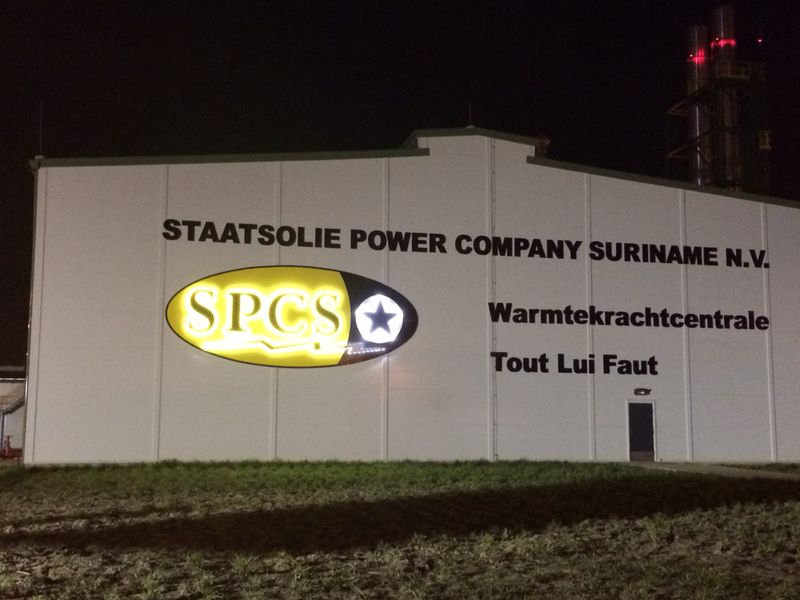 STAATSOLIE POWER COMPANY SURINAME N.V.
SPCS
Warmtekrachtcentrale
Tout Lui Faut